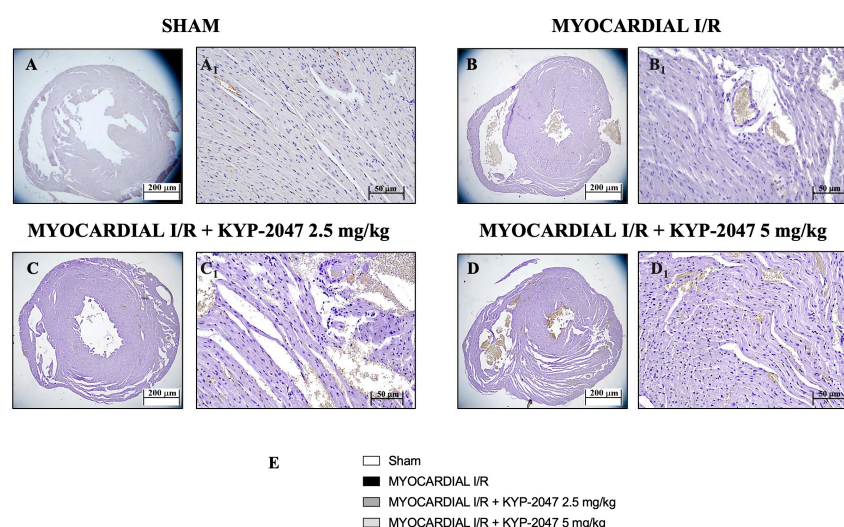 SHAM
MYOCARDIAL I/R
A
A1
B
B1
200 µm
50 µm
200 µm
50 µm
MYOCARDIAL I/R + KYP-2047 2.5 mg/kg
MYOCARDIAL I/R + KYP-2047 5 mg/kg
C
C1
D
D1
200 µm
50 µm
200 µm
50 µm
E
Sham
MYOCARDIAL I/R
MYOCARDIAL I/R + KYP-2047 2.5 mg/kg
MYOCARDIAL I/R + KYP-2047 5 mg/kg